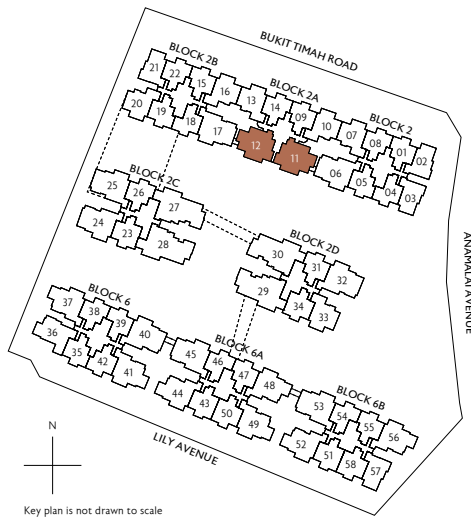 BUKIT TIMAH ROAD
BLOCK 2B
21 22 15 16
20 19 18 17
BLOCK 2A
13 14 09 10
12 11
BLOCK 2
07 08 01 02
06 05 04 03
BLOCK 2C
25 26 27
24 23 28
BLOCK 2D
30 31 32
29 34 33
ANAMALAI AVENUE
BLOCK 6
37 38 39 40
36 35 42 41
BLOCK 6A
45 46 47 48
44 43 50 49
BLOCK 6B
53 54 55 56
52 51 58 57
LILY AVENUE
N
Key plan is not drawn to scale